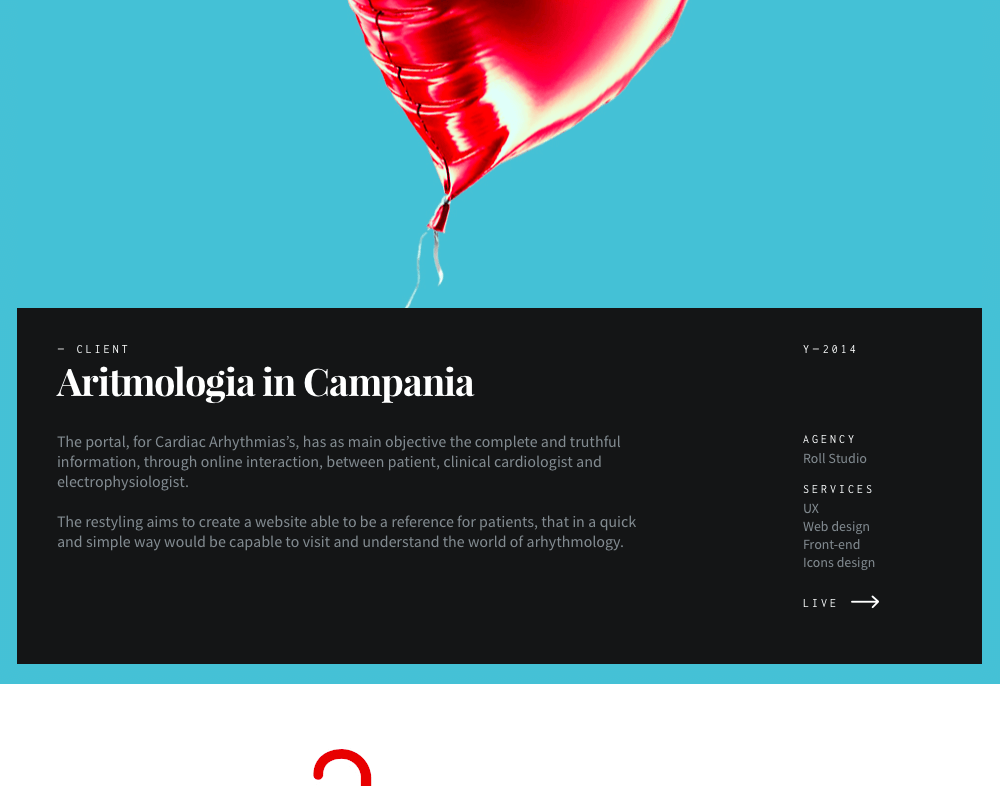 — CLIENT
Aritmologia in Campania
The portal, for Cardiac Arhythmias's, has as main objective the complete and truthful
information, through online interaction, between patient, clinical cardiologist and
electrophysiologist.
The restyling aims to create a website able to be a reference for patients, that in a quick
and simple way would be capable to visit and understand the world of arhythmology.
Y—2014
AGENCY
Roll Studio
SERVICES
UX
Web design
Front-end
Icons design
LIVE